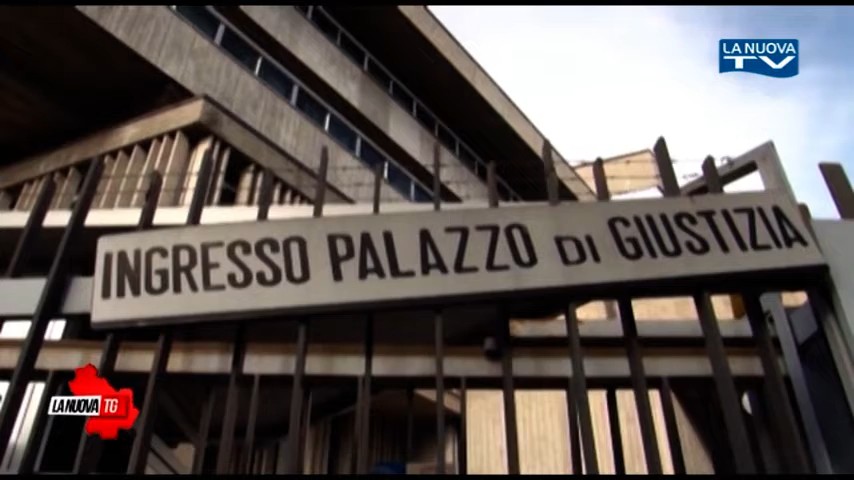 LA NUOVA
TV
INGRESSO PALAZZO DI GIUSTIZIA
LA NUOVA TG